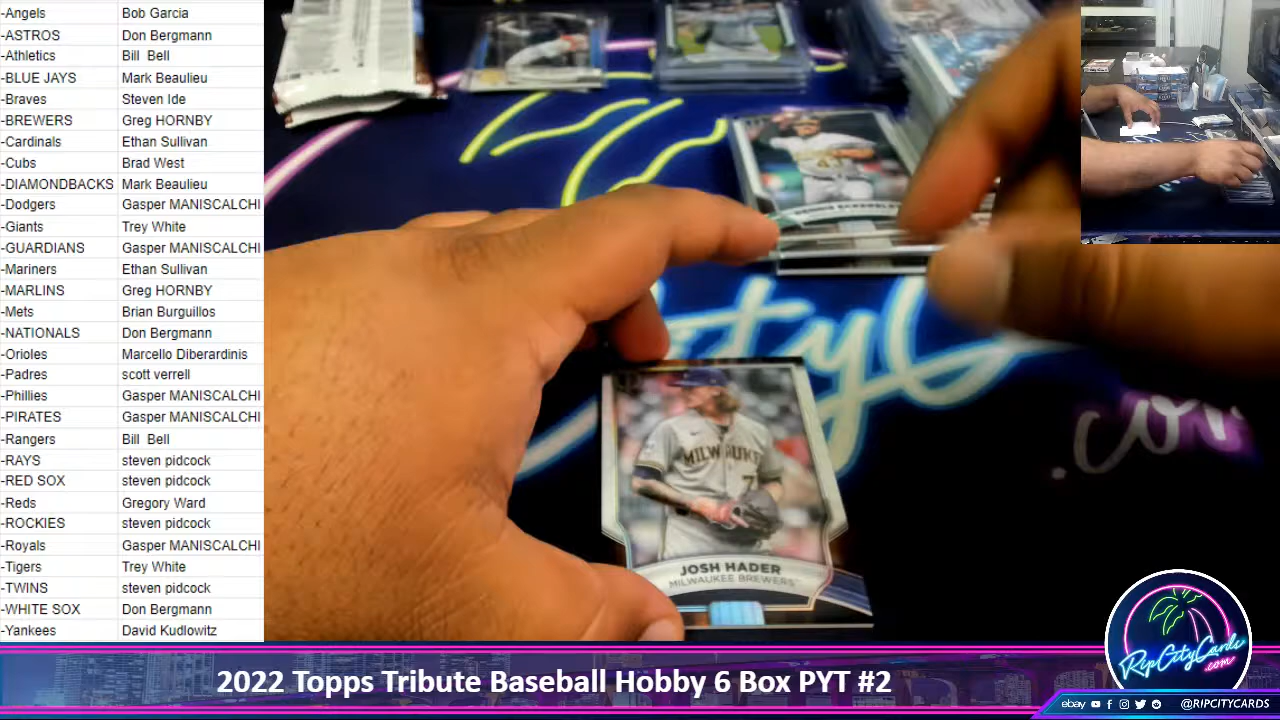 -Angels Bob Garcia
-ASTROS Don Bergmann
-Athletics Bill Bell
-BLUE JAYS Mark Beaulieu
-Braves Steven Ide
-BREWERS Greg HORNBY
-Cardinals Ethan Sullivan
-Cubs Brad West
-DIAMONDBACKS Mark Beaulieu
-Dodgers Gasper MANISCALCHI
-Giants Trey White
-GUARDIANS Gasper MANISCALCHI
-Mariners Ethan Sullivan
-MARLINS Greg HORNBY
-Mets Brian Burguillos
-NATIONALS Don Bergmann
-Orioles Marcello Diberardinis
-Padres scott verrell
-Phillies Gasper MANISCALCHI
-PIRATES Gasper MANISCALCHI
-Rangers Bill Bell
-RAYS steven pidcock
-RED SOX steven pidcock
-Reds Gregory Ward
-ROCKIES steven pidcock
-Royals Gasper MANISCALCHI
-Tigers Trey White
-TWINS steven pidcock
-WHITE SOX Don Bergmann
-Yankees David Kudlowitz
MILWAUKEE
7
JOSH HADER
MILWAUKEE BREWERS
.com
RipCityCards
.com
2022 Topps Tribute Baseball Hobby 6 Box PYT #2
ebay @RIPCITYCARDS